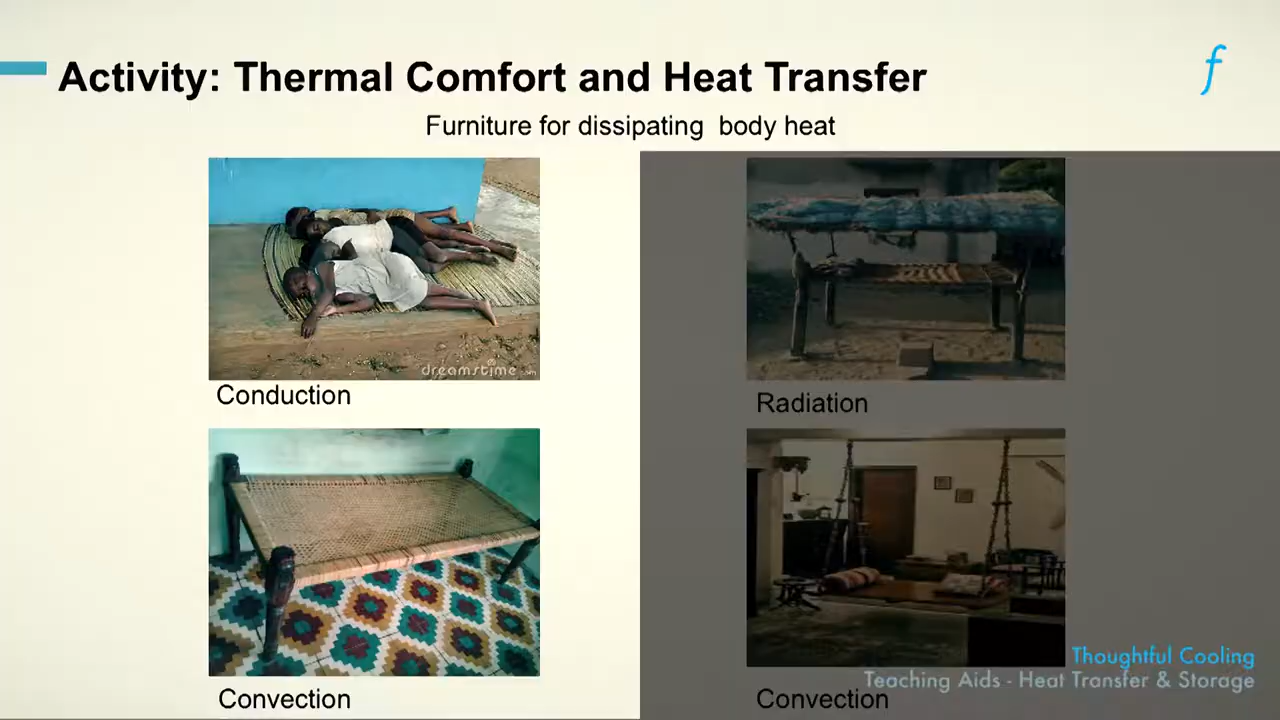 Activity: Thermal Comfort and Heat Transfer
f
Furniture for dissipating body heat
dreamstime
Conduction
Radiation
Convection
Convection
Thoughtful Cooling
Teaching Aids - Heat Transfer & Storage